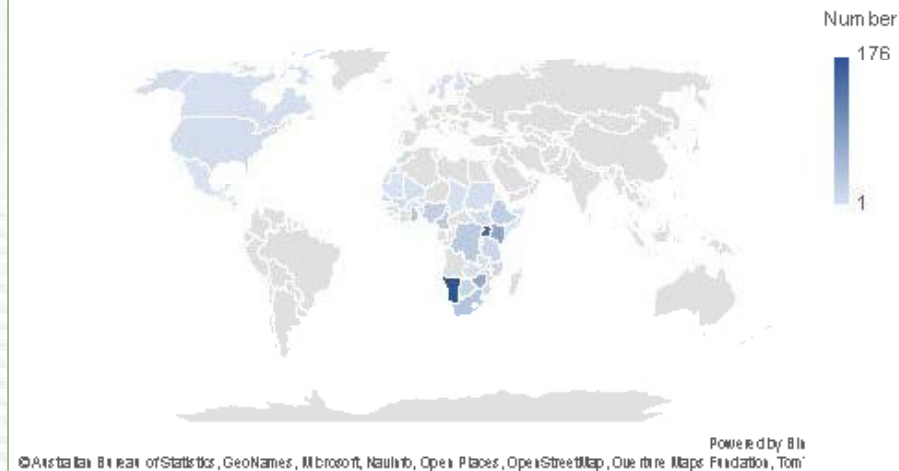 Number
176
1
Powered by Bin
© Australian Bureau of Statistics, GeoNames, Microsoft, Navinfo, Open Places, OpenStreetMap, Overture Maps Fundation, Tom